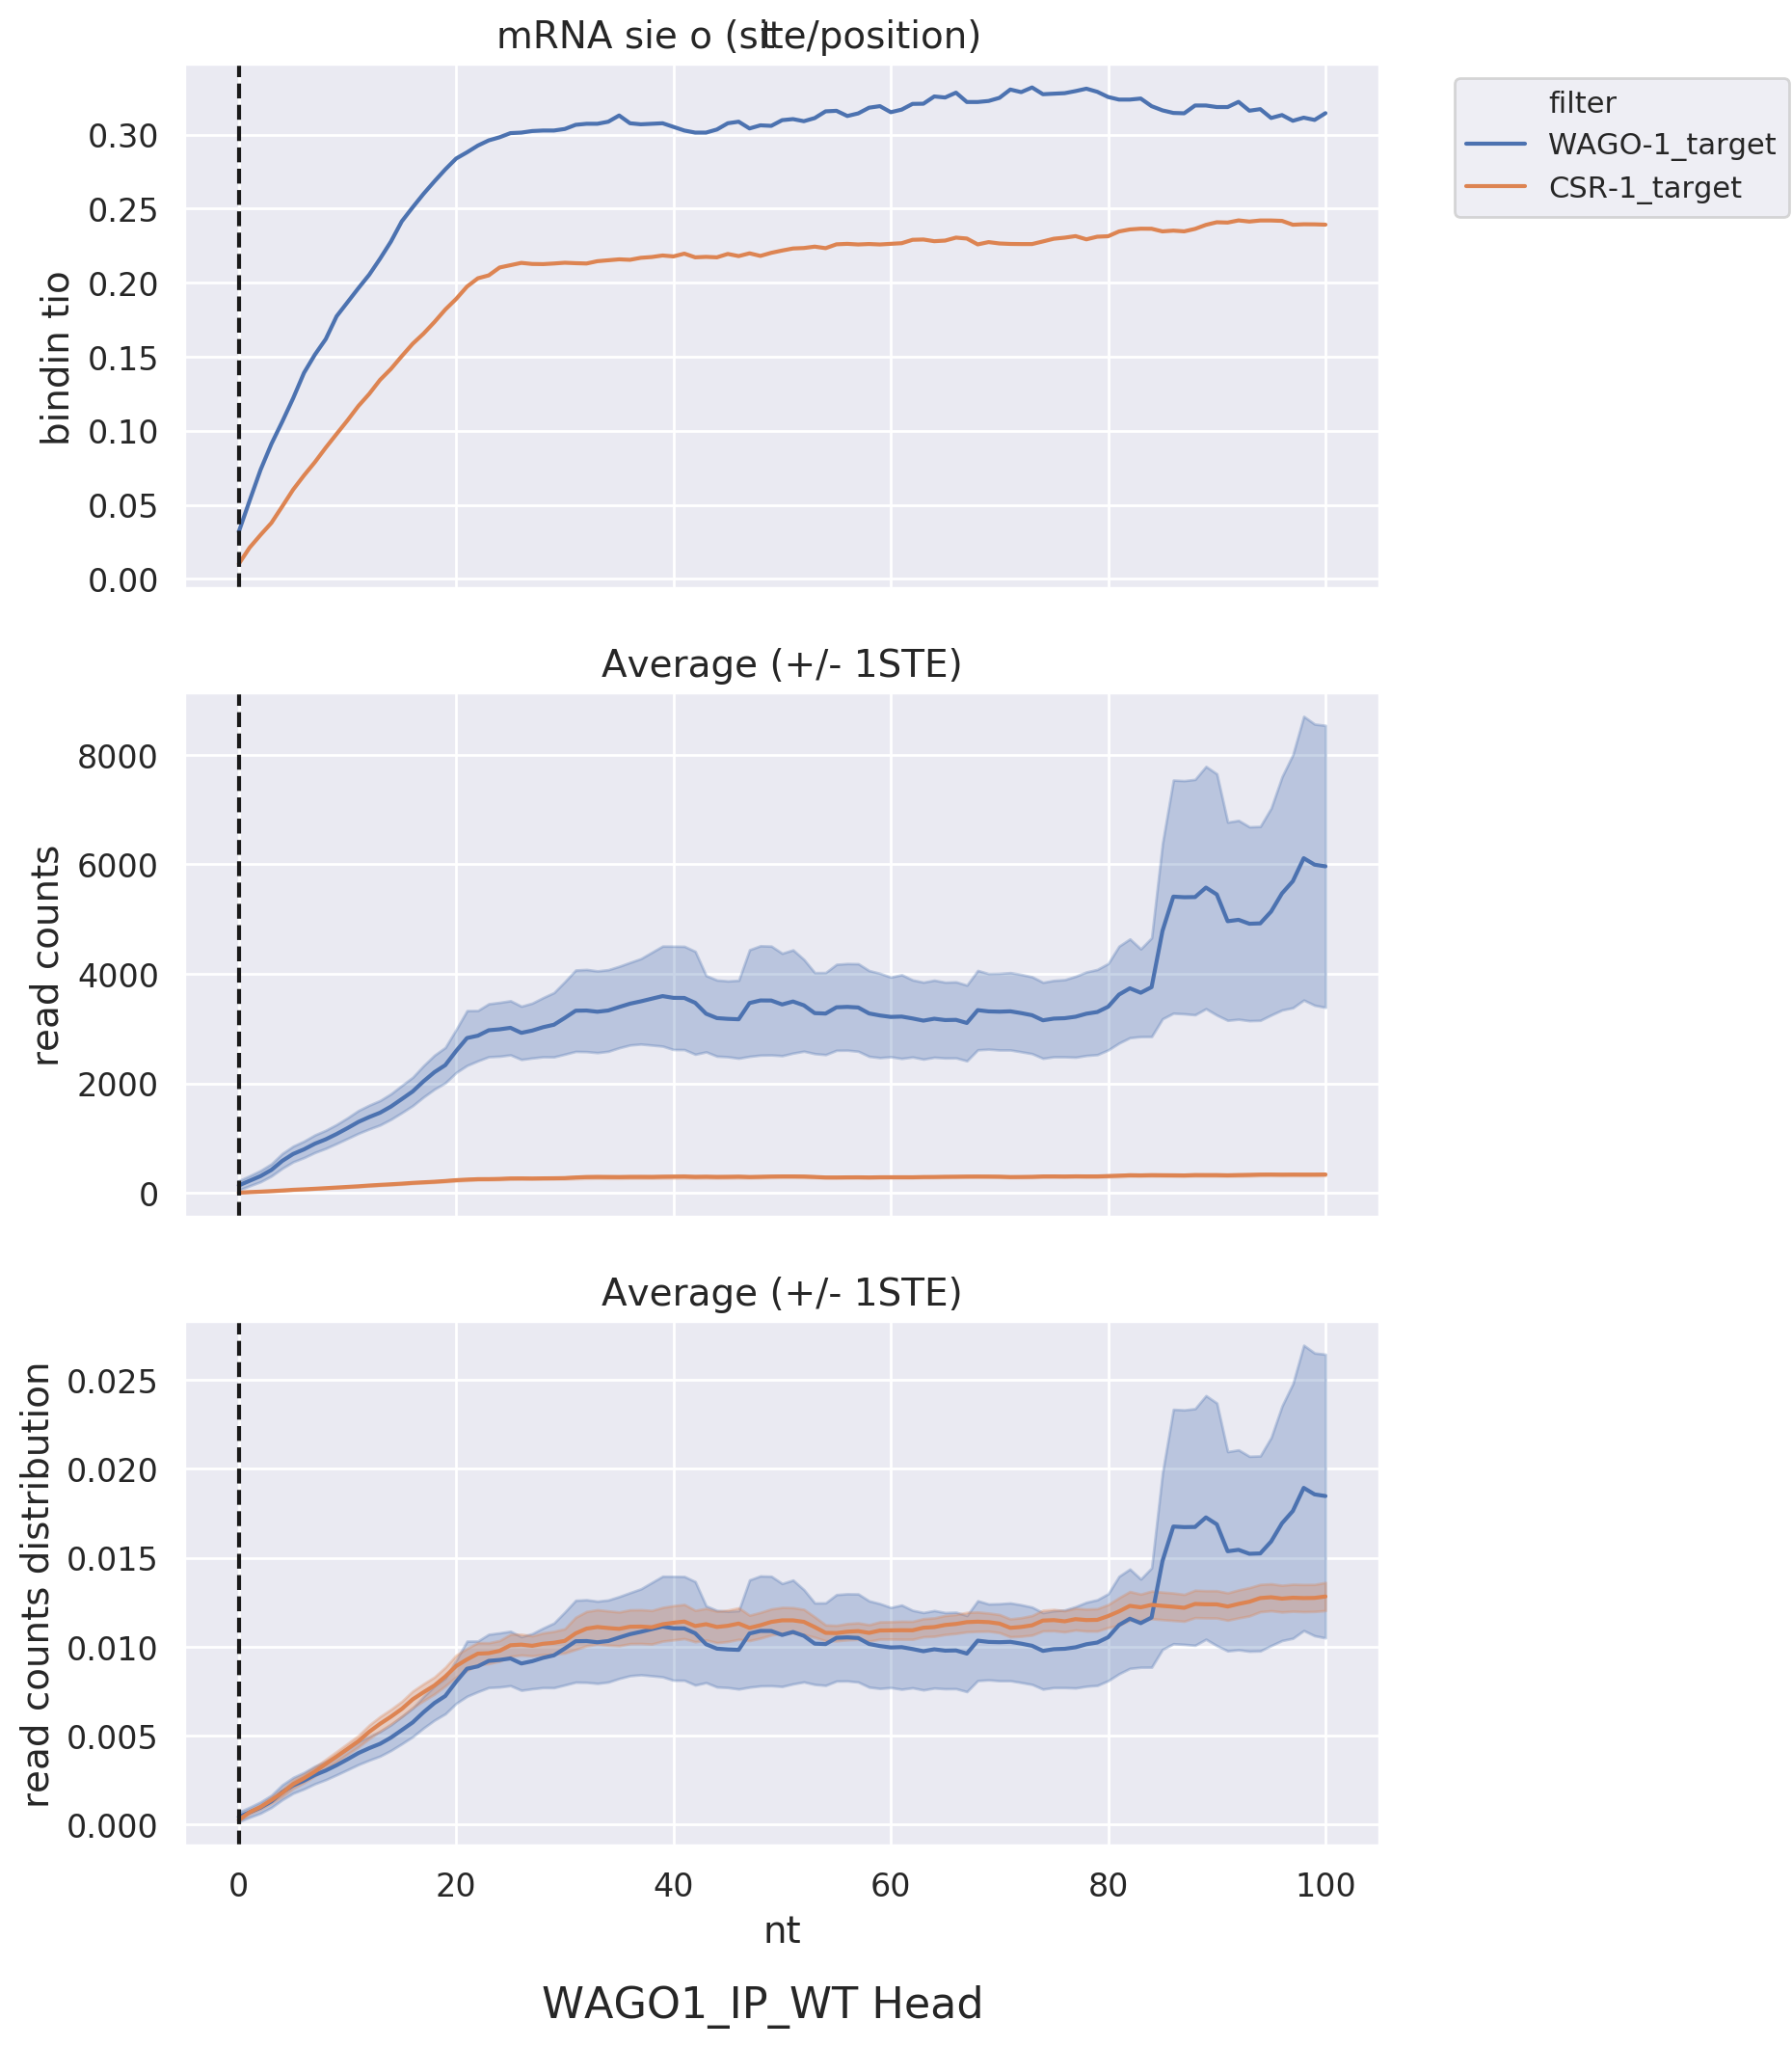 mRNA sie o (site/position)
filter
WAGO-1_target
CSR-1_target
bindin tio
0.30
0.25
0.20
0.15
0.10
0.05
0.00
Average (+/- 1STE)
read counts
8000
6000
4000
2000
0
Average (+/- 1STE)
read counts distribution
0.025
0.020
0.015
0.010
0.005
0.000
0 20 40 60 80 100
nt
WAGO1_IP_WT Head